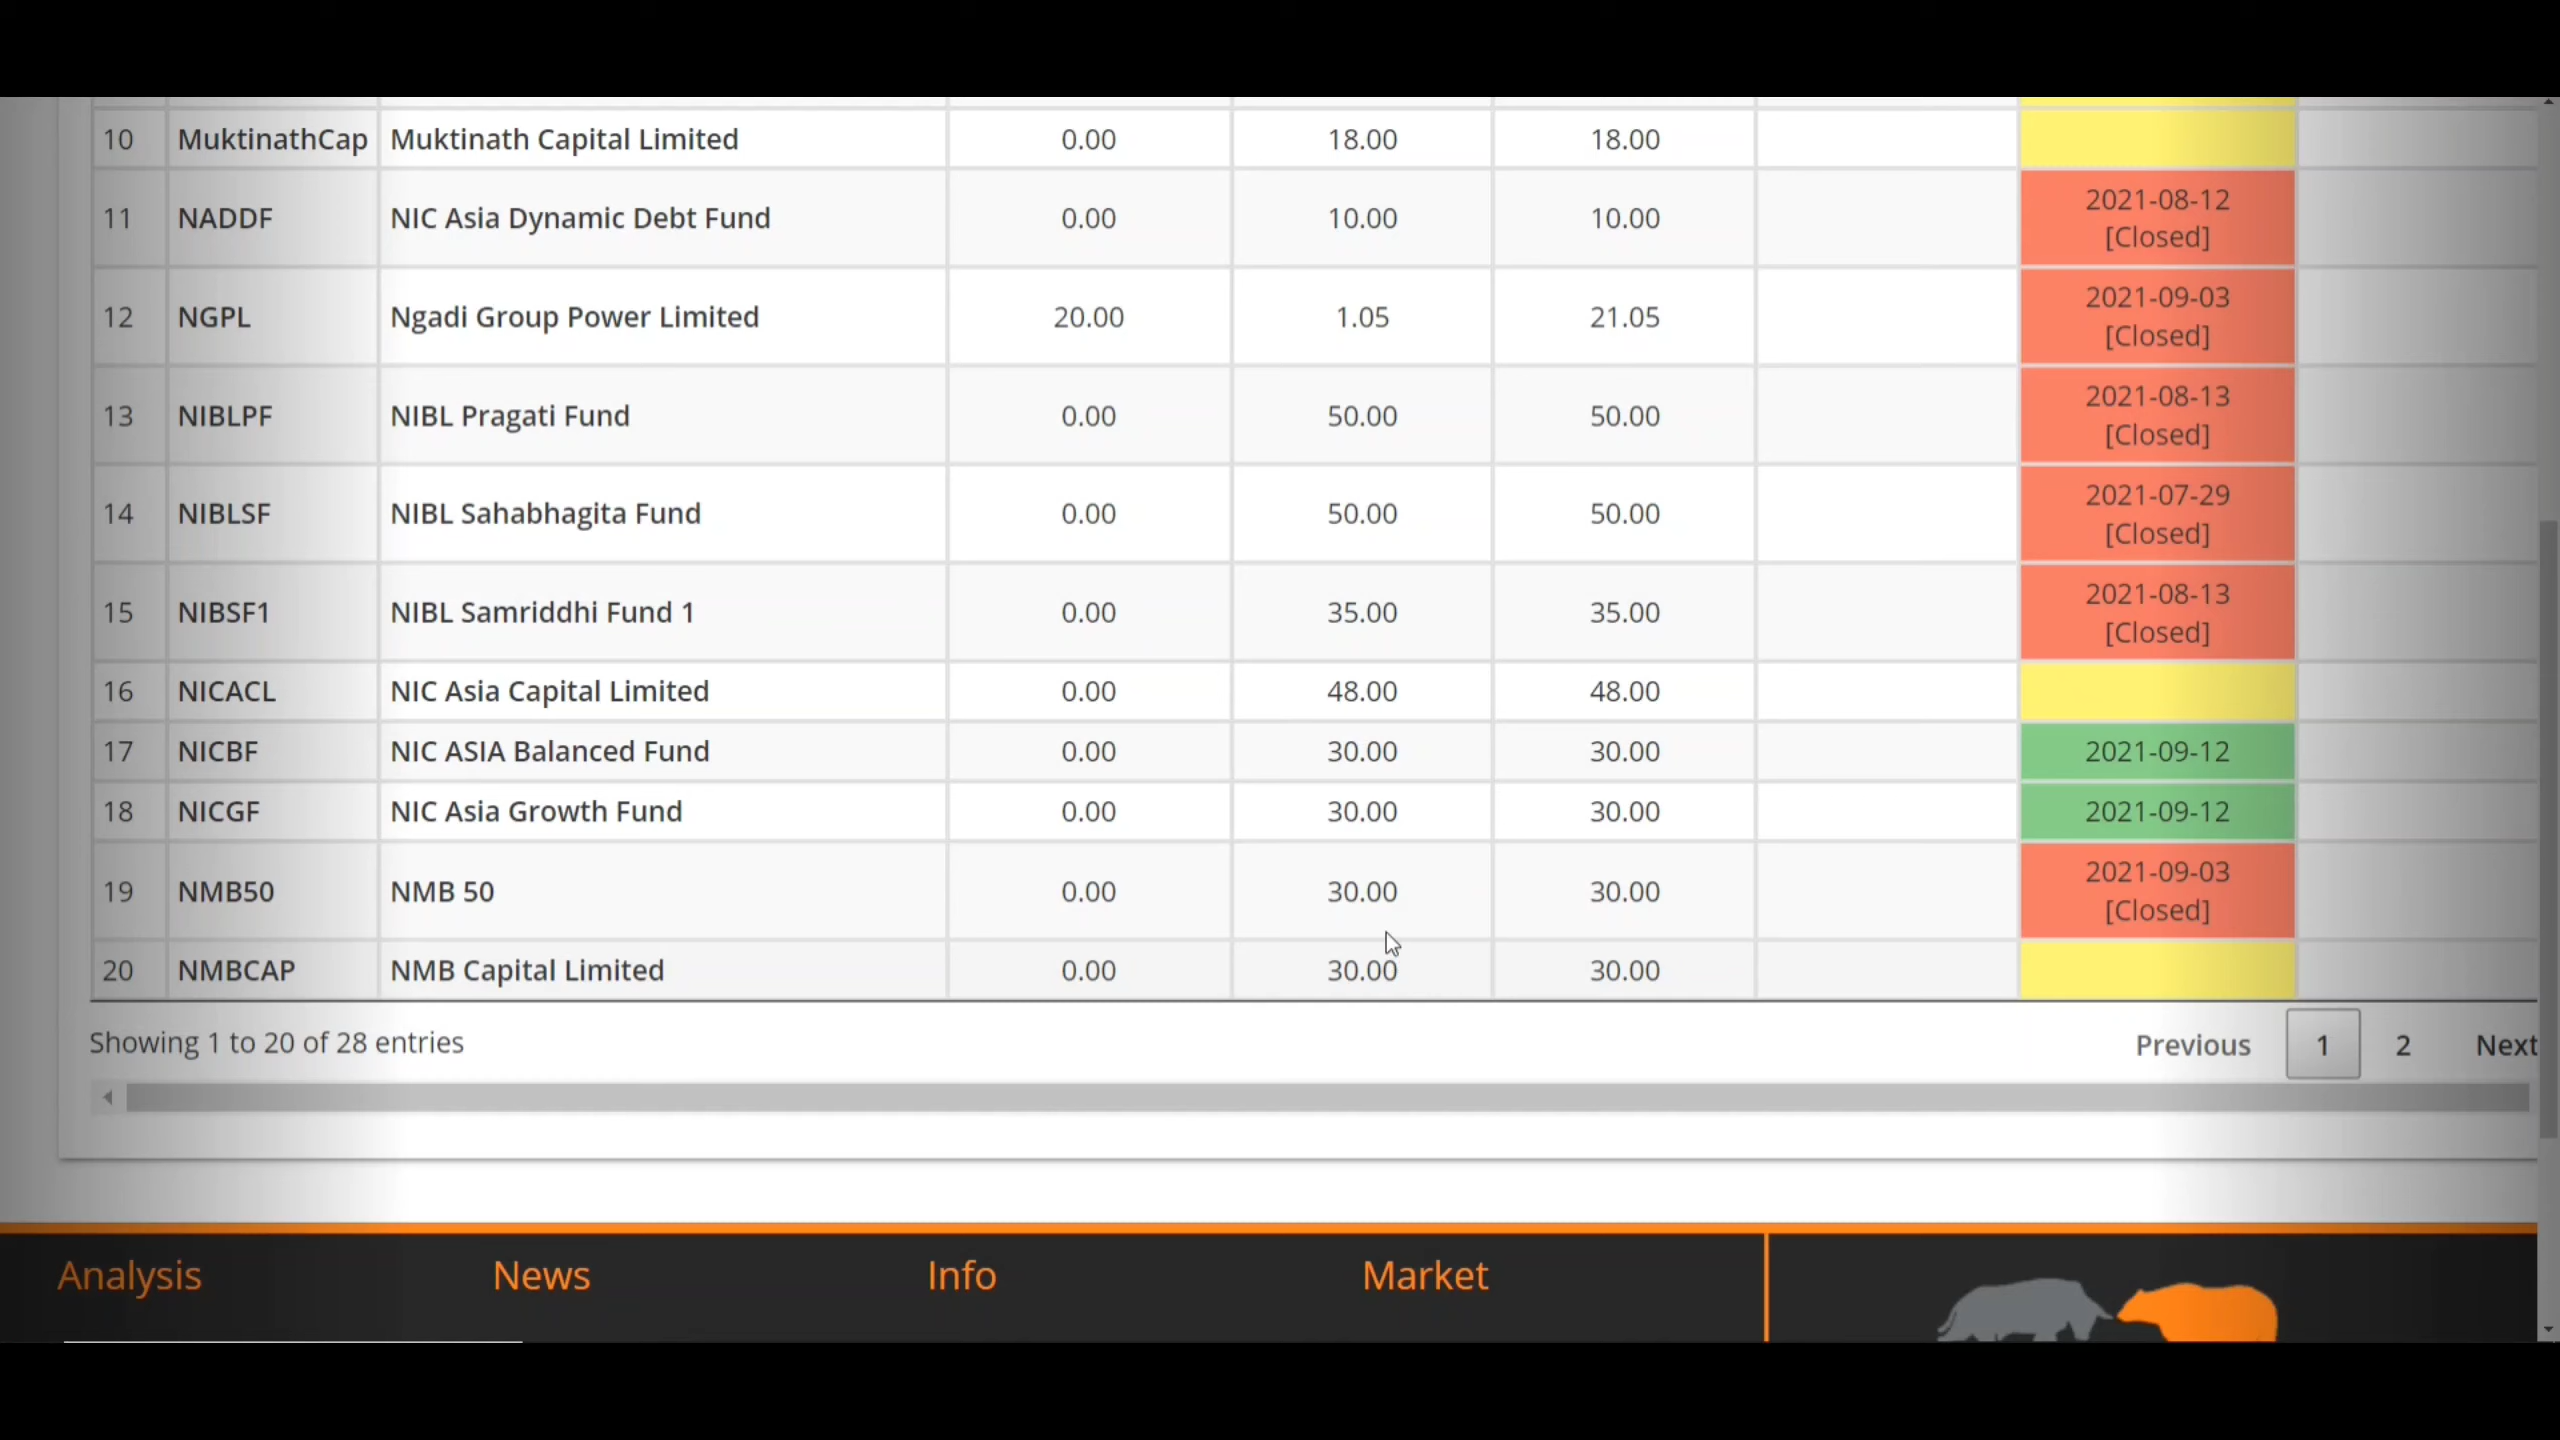 10 MuktinathCap Muktinath Capital Limited 0.00 18.00 18.00
11 NADDF NIC Asia Dynamic Debt Fund 0.00 10.00 10.00 2021-08-12
[Closed]
12 NGPL Ngadi Group Power Limited 20.00 1.05 21.05 2021-09-03
[Closed]
13 NIBLPF NIBL Pragati Fund 0.00 50.00 50.00 2021-08-13
[Closed]
14 NIBLSF NIBL Sahabhagita Fund 0.00 50.00 50.00 2021-07-29
[Closed]
15 NIBSF1 NIBL Samriddhi Fund 1 0.00 35.00 35.00 2021-08-13
[Closed]
16 NICACL NIC Asia Capital Limited 0.00 48.00 48.00
17 NICBF NIC ASIA Balanced Fund 0.00 30.00 30.00 2021-09-12
18 NICGF NIC Asia Growth Fund 0.00 30.00 30.00 2021-09-12
19 NMB50 NMB 50 0.00 30.00 30.00 2021-09-03
[Closed]
20 NMBCAP NMB Capital Limited 0.00 30.00 30.00
Showing 1 to 20 of 28 entries Previous 1 2 Next
Analysis News Info Market